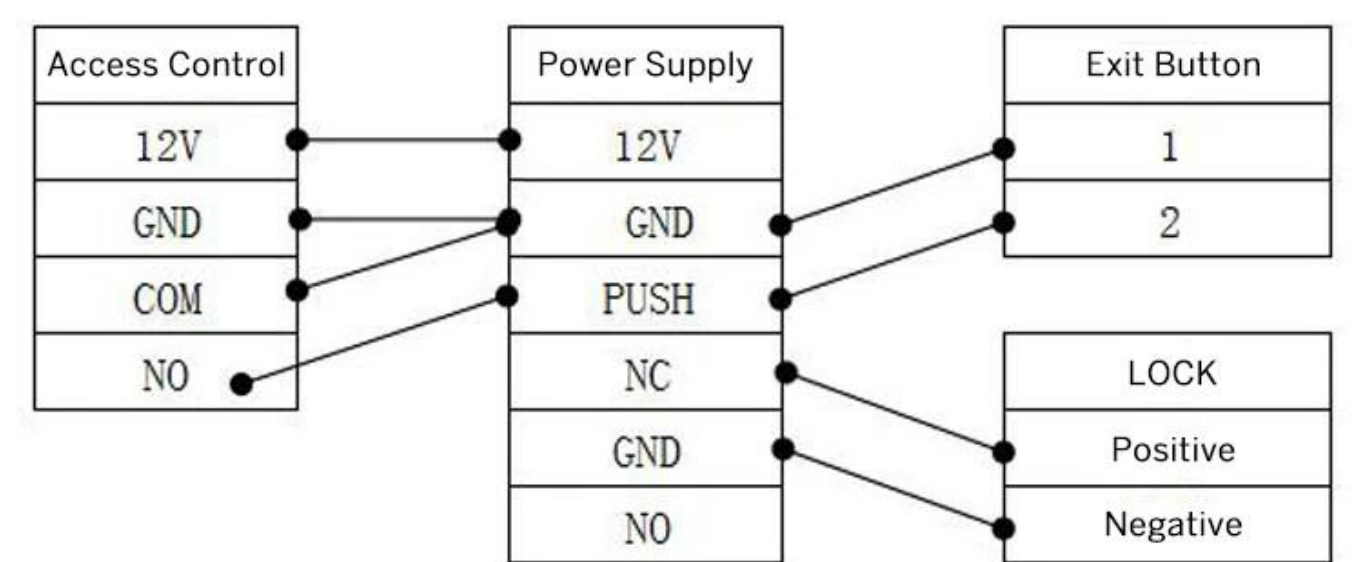 Access Control
12V
GND
COM
NO
Power Supply
12V
GND
PUSH
NC
GND
NO
Exit Button
1
2
LOCK
Positive
Negative